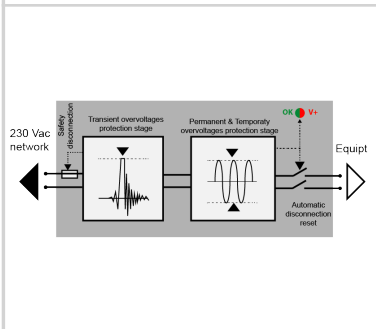 OK V+
Safety
disconnection
Transient overvoltages
protection stage
Permanent & Temporaty
overvoltages protection stage
230 Vac
network
Equipt
Automatic
disconnection
reset